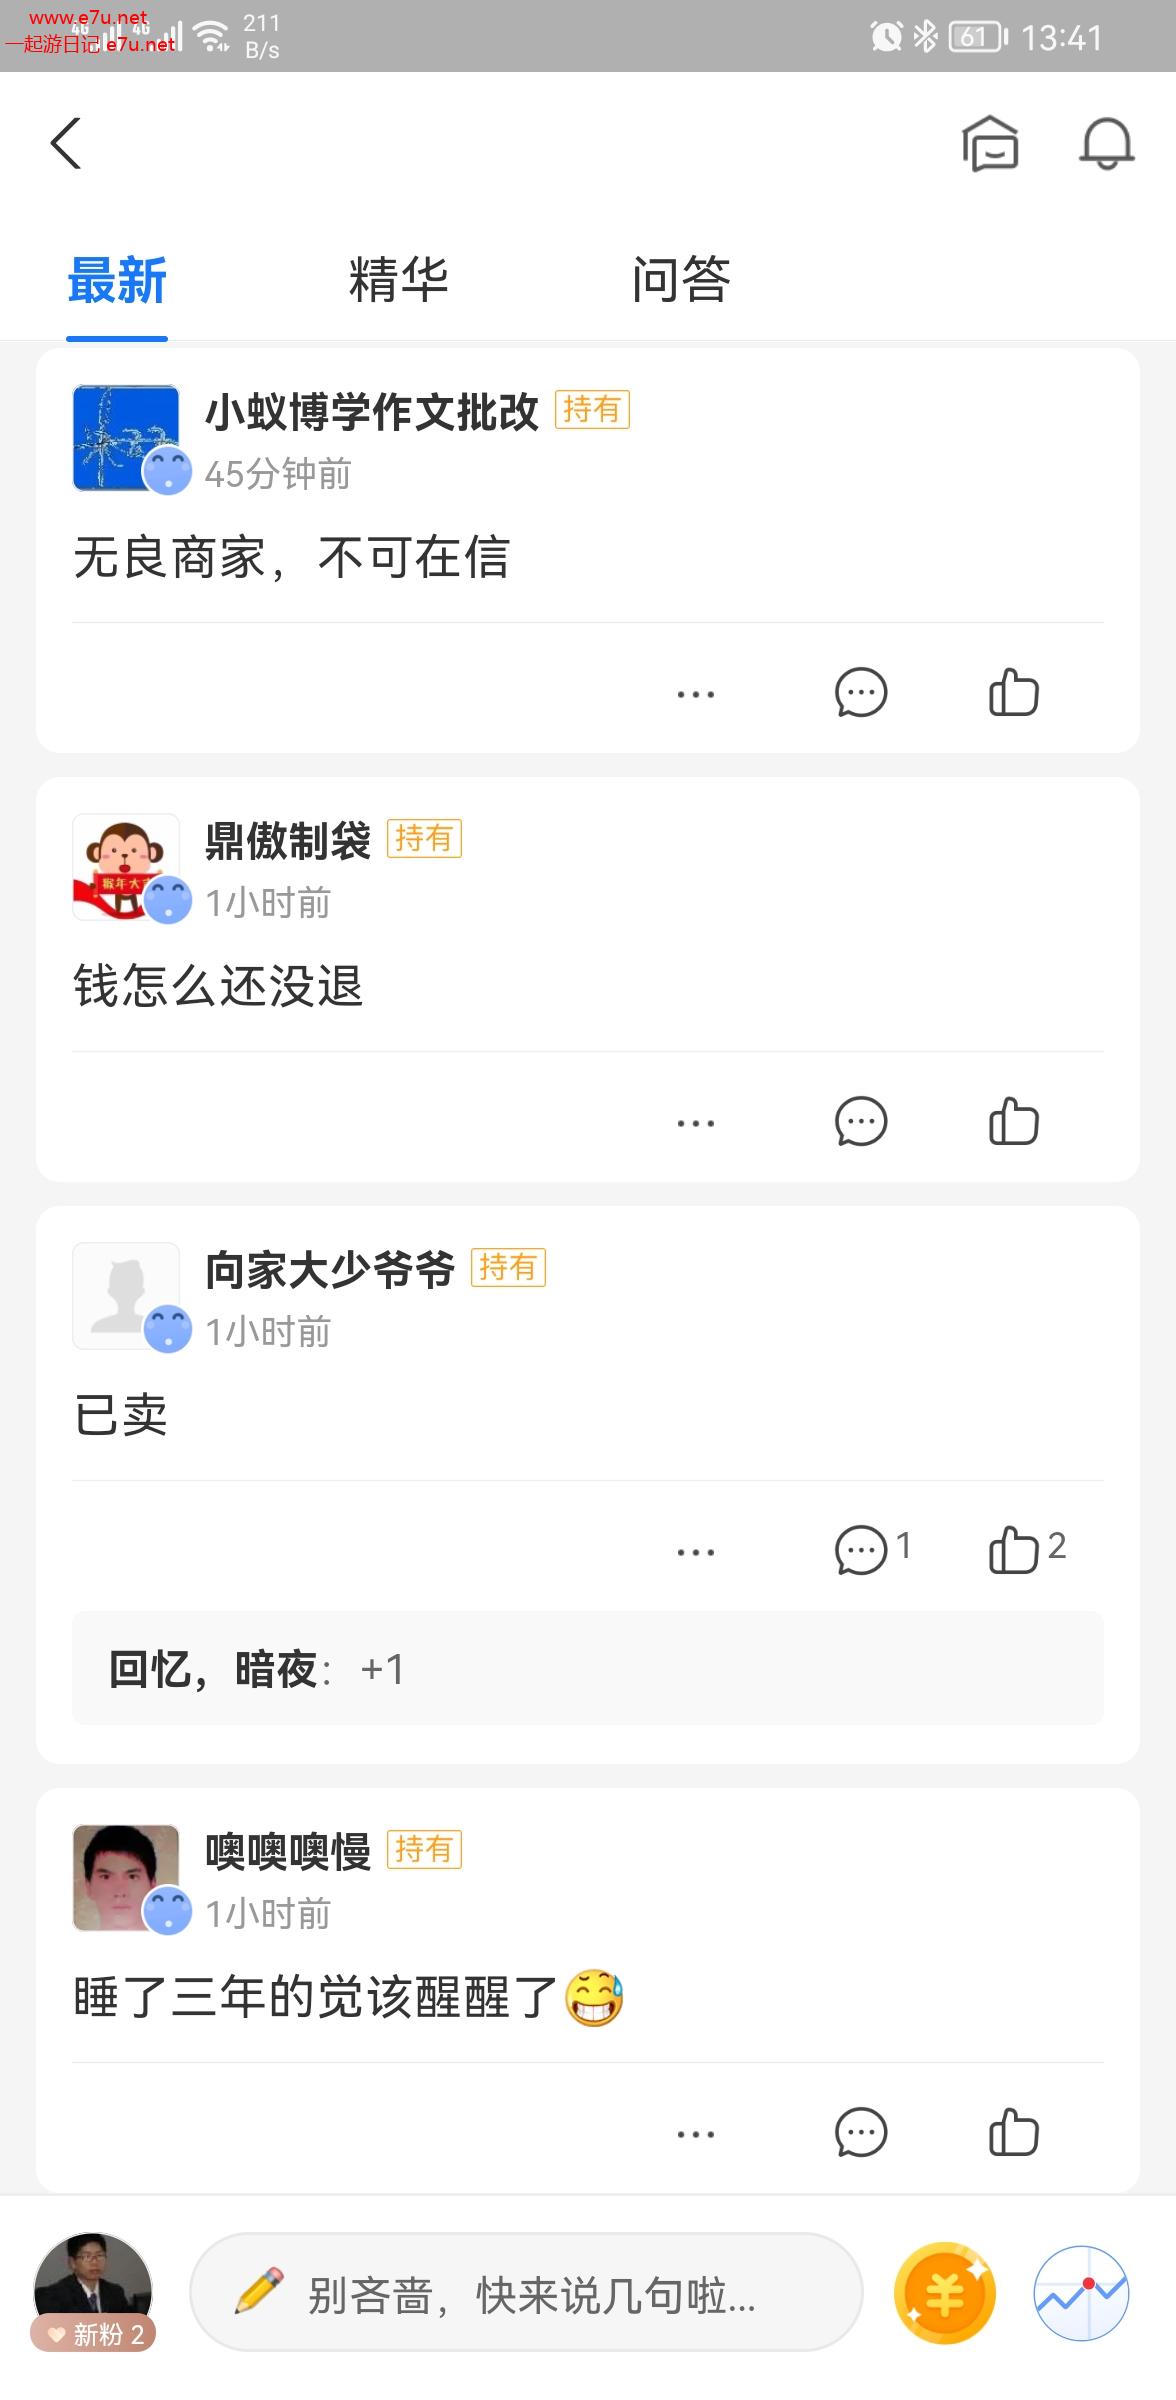 www.e7u.net
一起游日记 e7u.net
4G 4G 211 B/s 61 13:41
最新 精华 问答
小蚁博学作文批改 持有
45分钟前
无良商家，不可在信
鼎傲制袋 持有
1小时前
钱怎么还没退
向家大少爷爷 持有
1小时前
已卖
1 2
回忆，暗夜：+1
噢噢噢慢 持有
1小时前
睡了三年的觉该醒醒了😅
新粉 2
别吝啬，快来说几句啦...